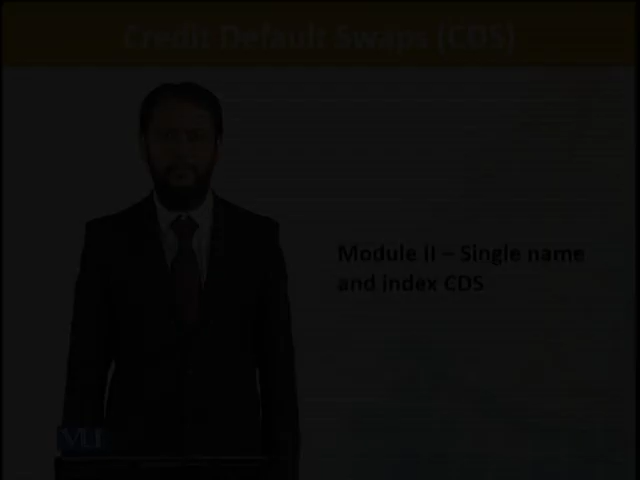 Credit Default Swaps (CDS)
Module II – Single name
and index CDS